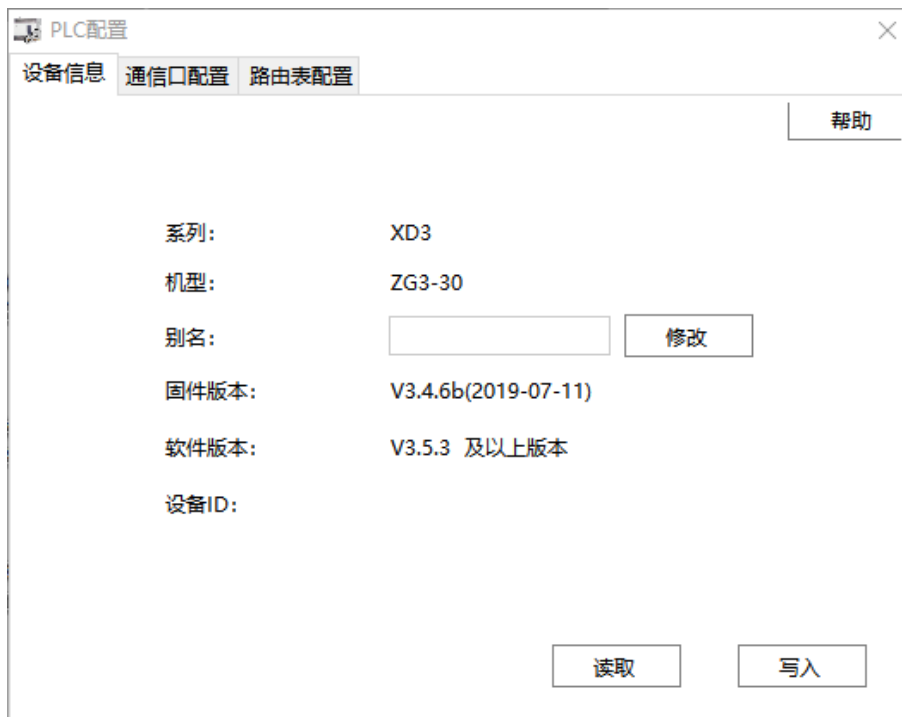 PLC配置
设备信息 通信口配置 路由表配置
帮助
系列： XD3
机型： ZG3-30
别名： 修改
固件版本： V3.4.6b(2019-07-11)
软件版本： V3.5.3 及以上版本
设备ID：
读取 写入